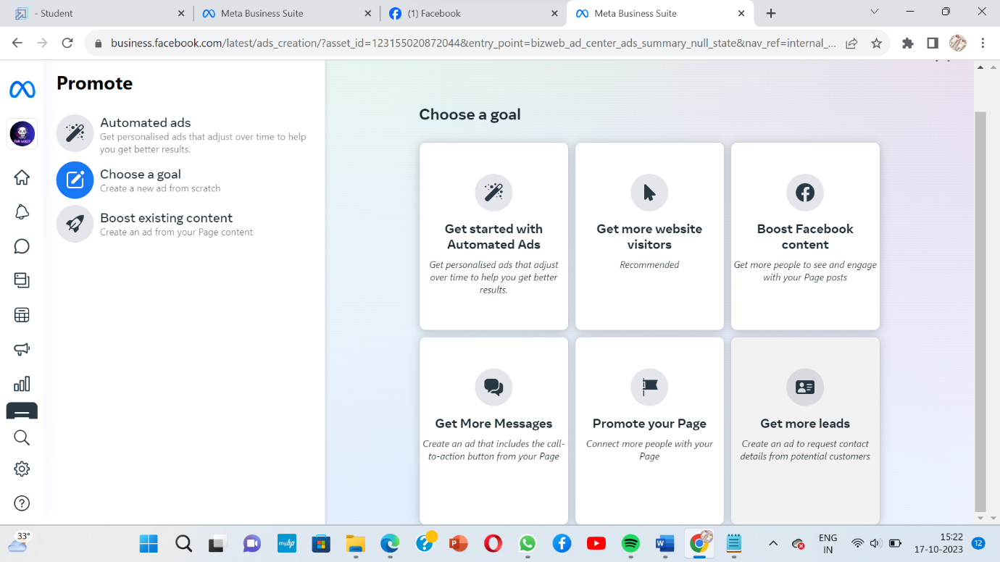 - Student
Meta Business Suite
(1) Facebook
Meta Business Suite
business.facebook.com/latest/ads_creation/?asset_id=123155020872044&entry_point=bizweb_ad_center_ads_summary_null_state&nav_ref=internal_...
Promote
Automated ads
Get personalised ads that adjust over time to help
you get better results.
Choose a goal
Create a new ad from scratch
Boost existing content
Create an ad from your Page content
Choose a goal
Get started with
Automated Ads
Get personalised ads that adjust
over time to help you get better
results.
Get more website
visitors
Recommended
Boost Facebook
content
Get more people to see and engage
with your Page posts
Get More Messages
Create an ad that includes the call-
to-action button from your Page
Promote your Page
Connect more people with your
Page
Get more leads
Create an ad to request contact
details from potential customers
33°
myhp
ENG
IN
15:22
17-10-2023
12